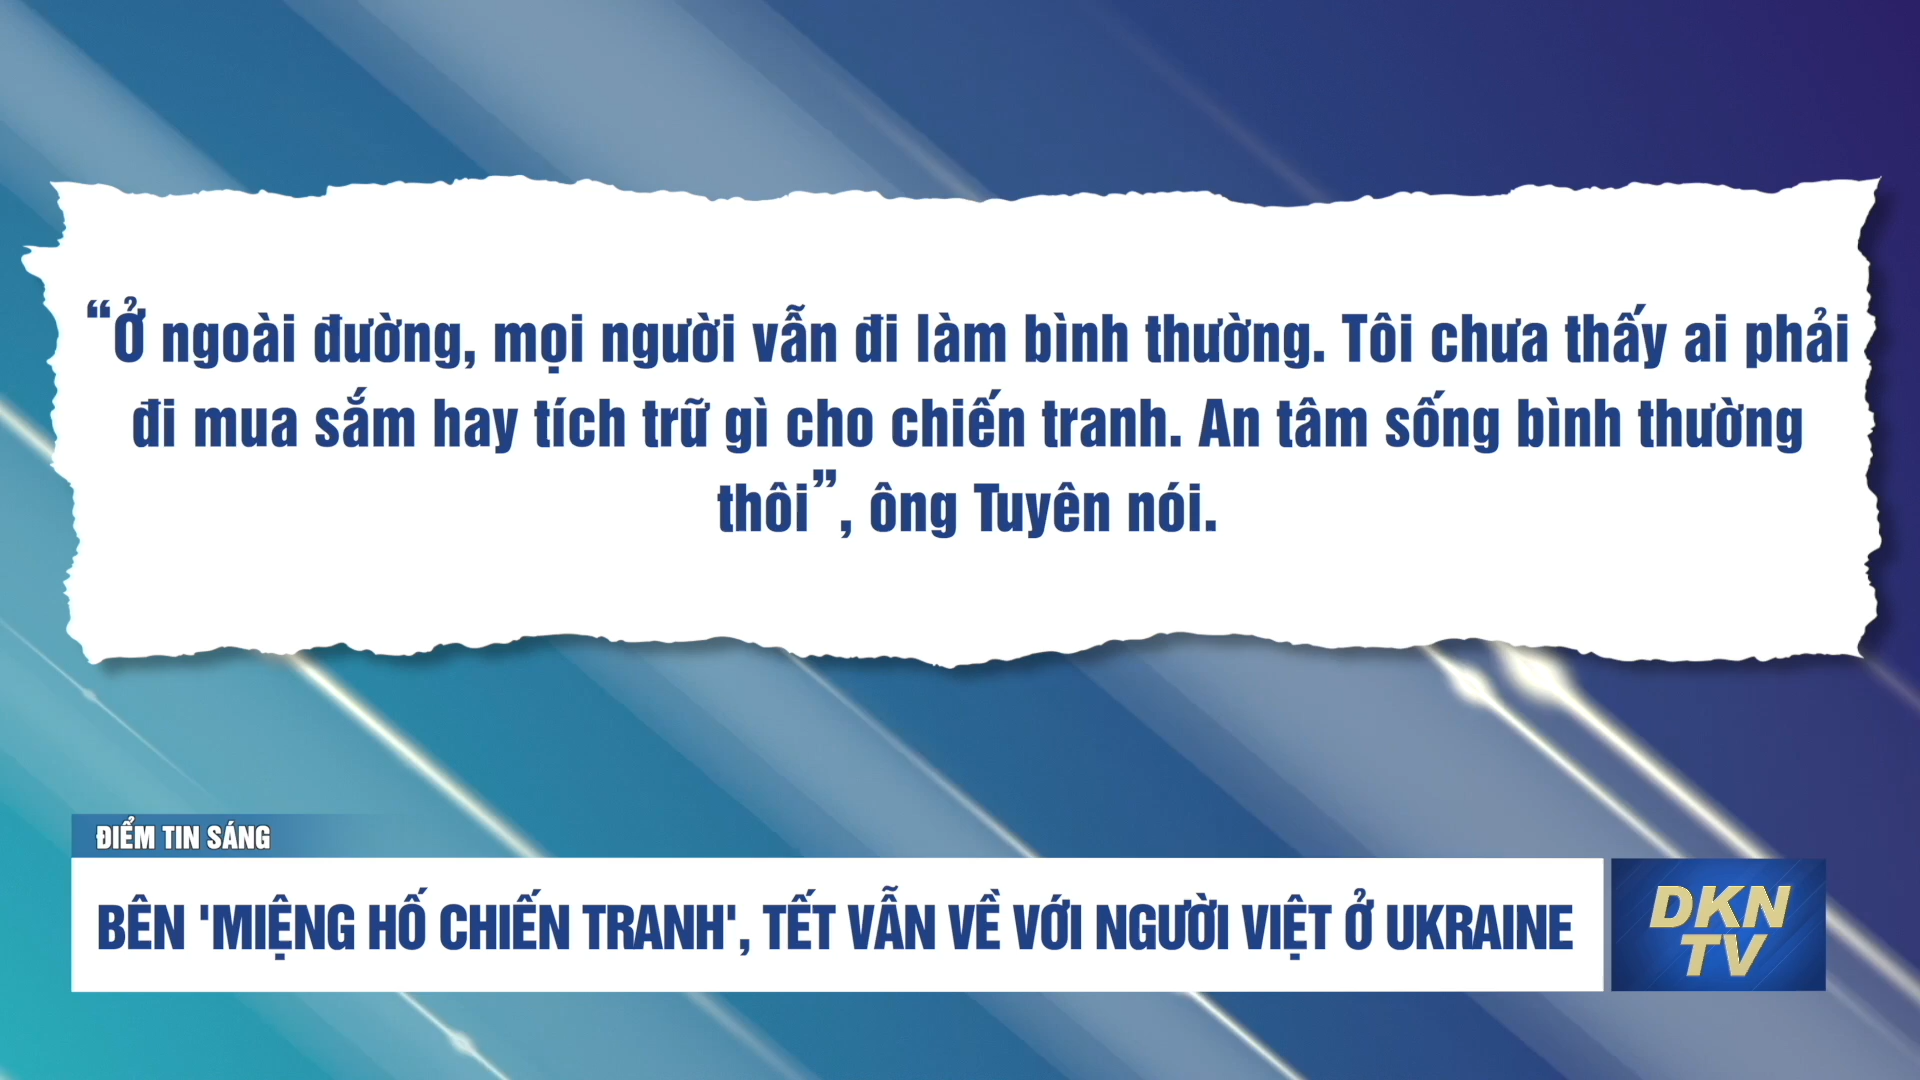 “Ở ngoài đường, mọi người vẫn đi làm bình thường. Tôi chưa thấy ai phải
đi mua sắm hay tích trữ gì cho chiến tranh. An tâm sống bình thường
thôi”, ông Tuyên nói.
ĐIỂM TIN SÁNG
BÊN 'MIỆNG HỐ CHIẾN TRANH', TẾT VẪN VỀ VỚI NGƯỜI VIỆT Ở UKRAINE
DKN
TV